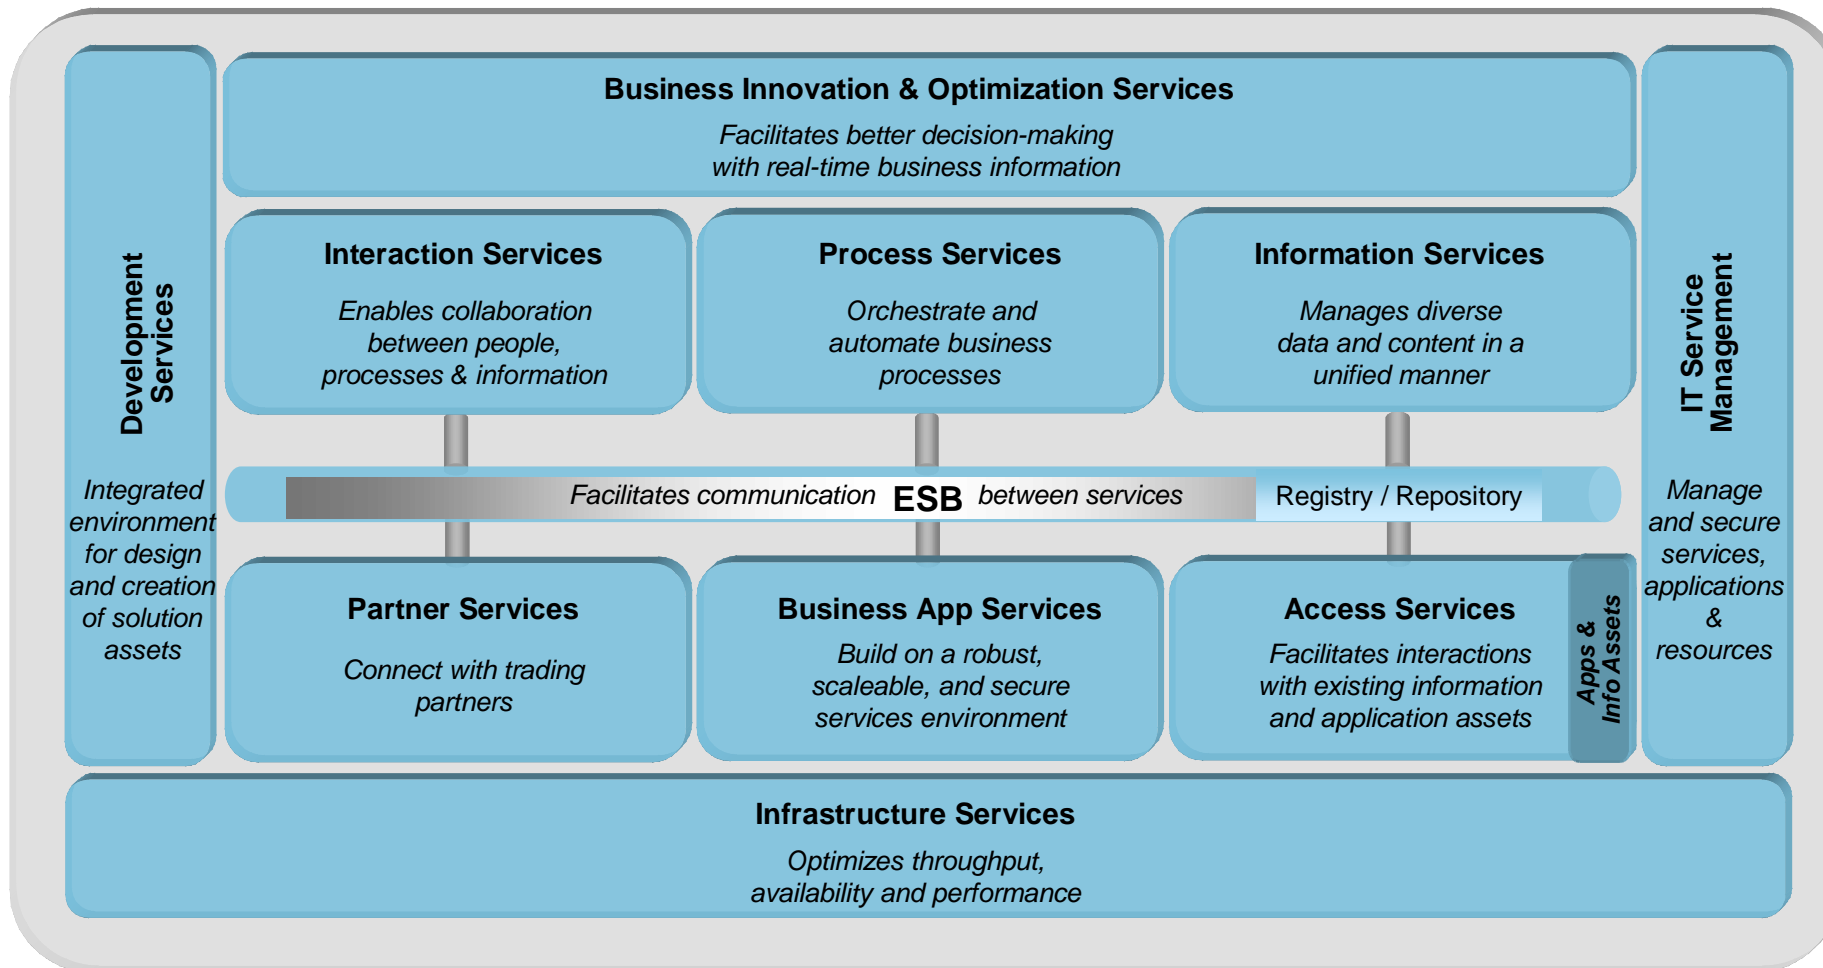 Business Innovation & Optimization Services
Facilitates better decision-making
with real-time business information
Development
Services
Integrated
environment
for design
and creation
of solution
assets
Interaction Services
Enables collaboration
between people,
processes & information
Process Services
Orchestrate and
automate business
processes
Information Services
Manages diverse
data and content in a
unified manner
IT Service
Management
Manage
and secure
services,
applications
&
resources
Facilitates communication ESB between services
Registry / Repository
Partner Services
Connect with trading
partners
Business App Services
Build on a robust,
scaleable, and secure
services environment
Access Services
Facilitates interactions
with existing information
and application assets
Apps &
Info Assets
Infrastructure Services
Optimizes throughput,
availability and performance